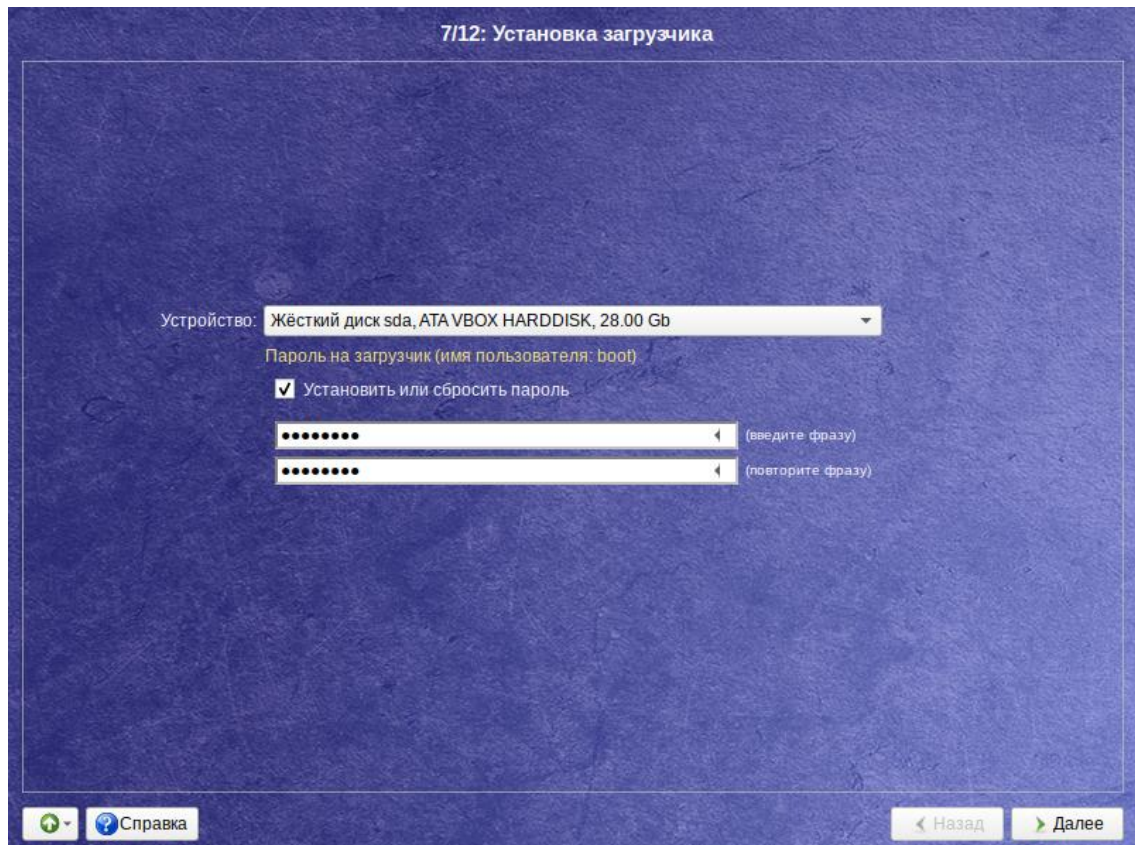 7/12: Установка загрузчика
Устройство: Жёсткий диск sda, ATA VBOX HARDDISK, 28.00 Gb
Пароль на загрузчик (имя пользователя: boot)
Установить или сбросить пароль
●●●●●●●● (введите фразу)
●●●●●●●● (повторите фразу)
Справка Назад Далее